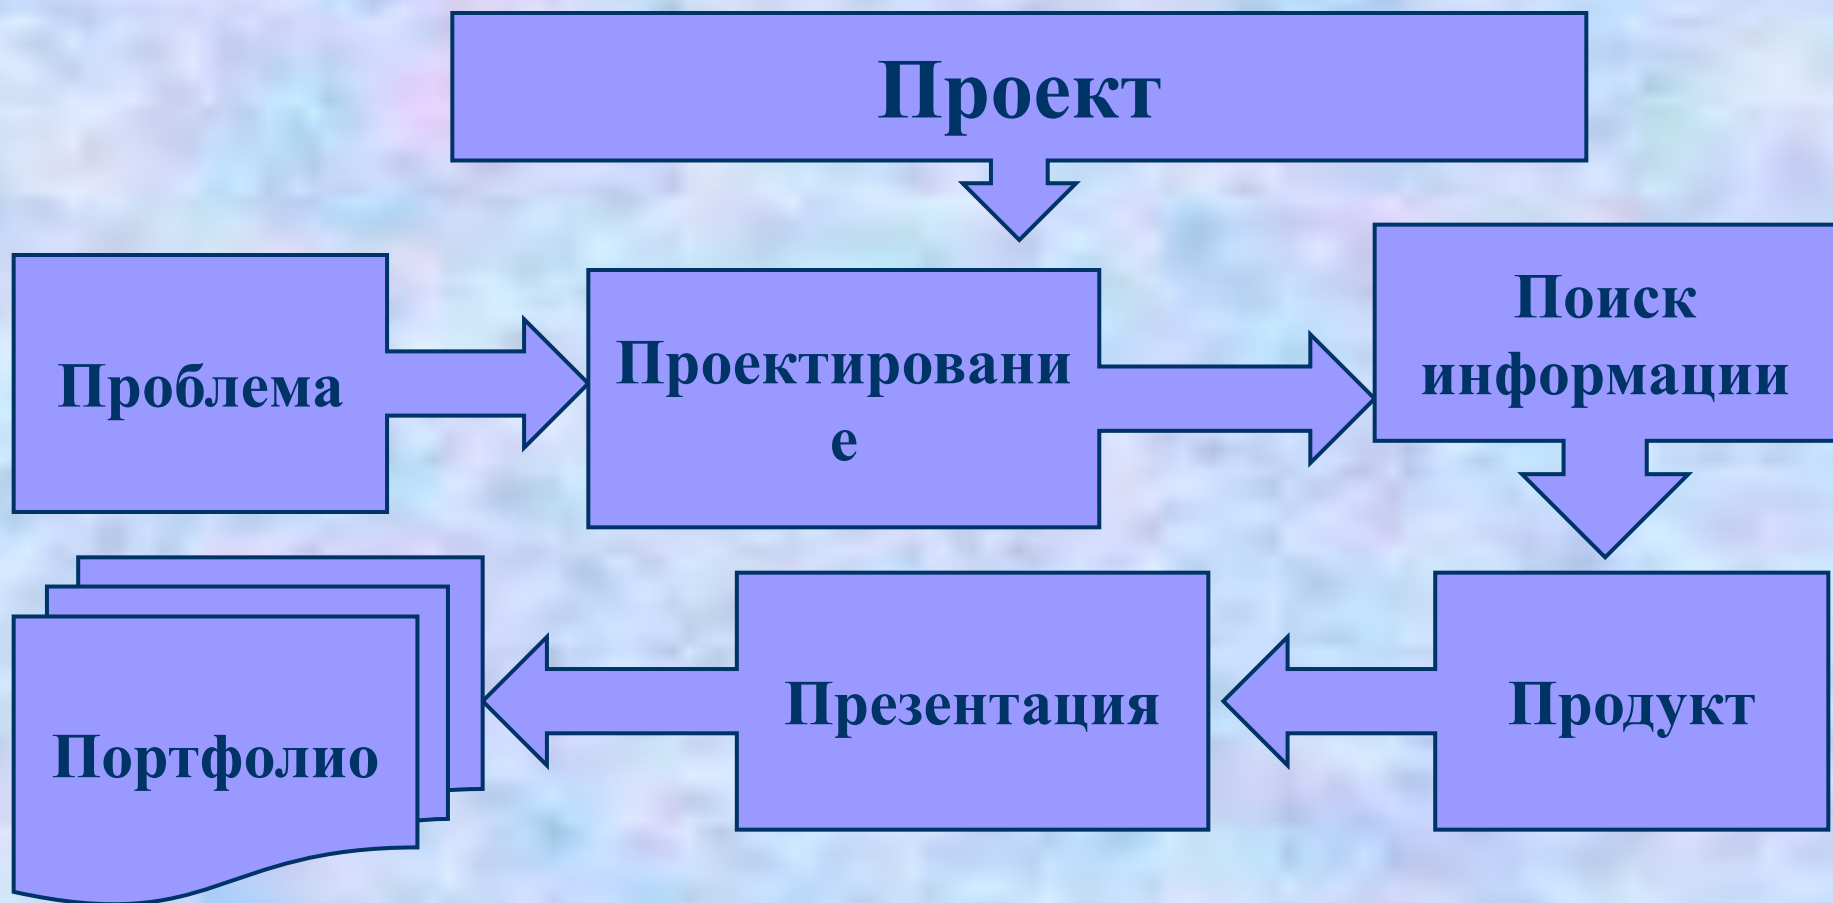 Проект
Проблема
Проектировани
е
Поиск
информации
Портфолио
Презентация
Продукт